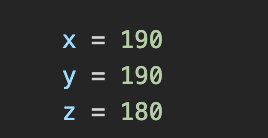 x = 190
y = 190
z = 180